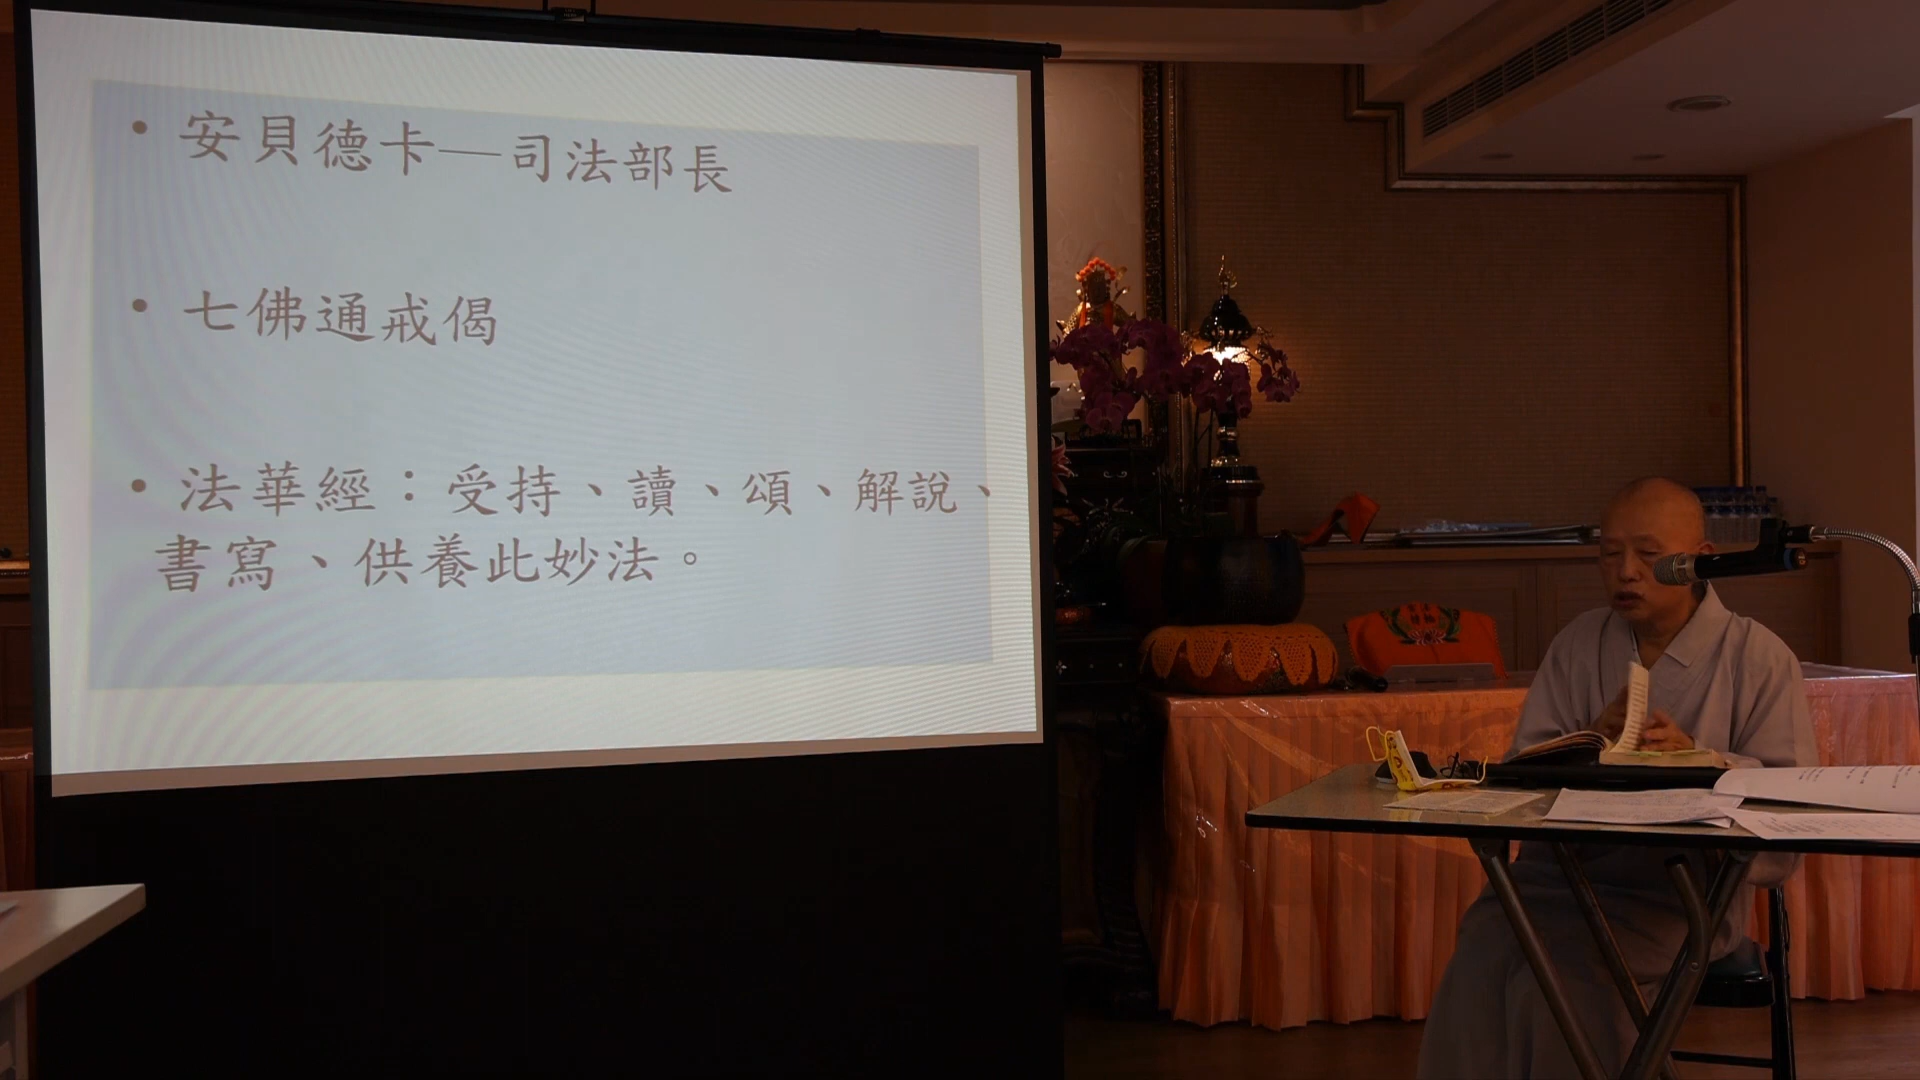 • 安貝德卡—司法部長
• 七佛通戒偈
• 法華經：受持、讀、頌、解說、
書寫、供養此妙法。